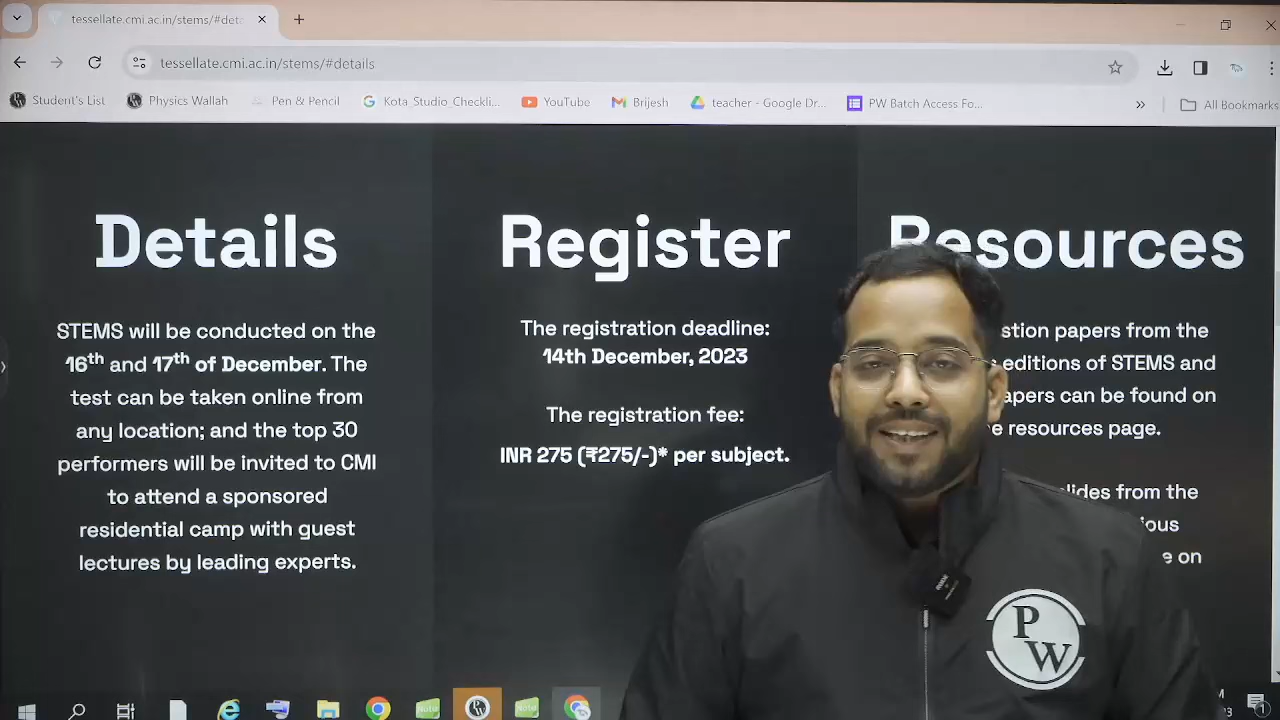 tessellate.cmi.ac.in/stems/#deta
tessellate.cmi.ac.in/stems/#details
Student's List
Physics Wallah
Pen & Pencil
Kota_Studio_Checkli...
YouTube
Brijesh
teacher - Google Dr...
PW Batch Access Fo...
All Bookmarks
Details
STEMS will be conducted on the
16th and 17th of December. The
test can be taken online from
any location; and the top 30
performers will be invited to CMI
to attend a sponsored
residential camp with guest
lectures by leading experts.
Register
The registration deadline:
14th December, 2023
The registration fee:
INR 275 (₹275/-)* per subject.
Resources
papers from the
editions of STEMS and
can be found on
resources page.
from the
on
PW